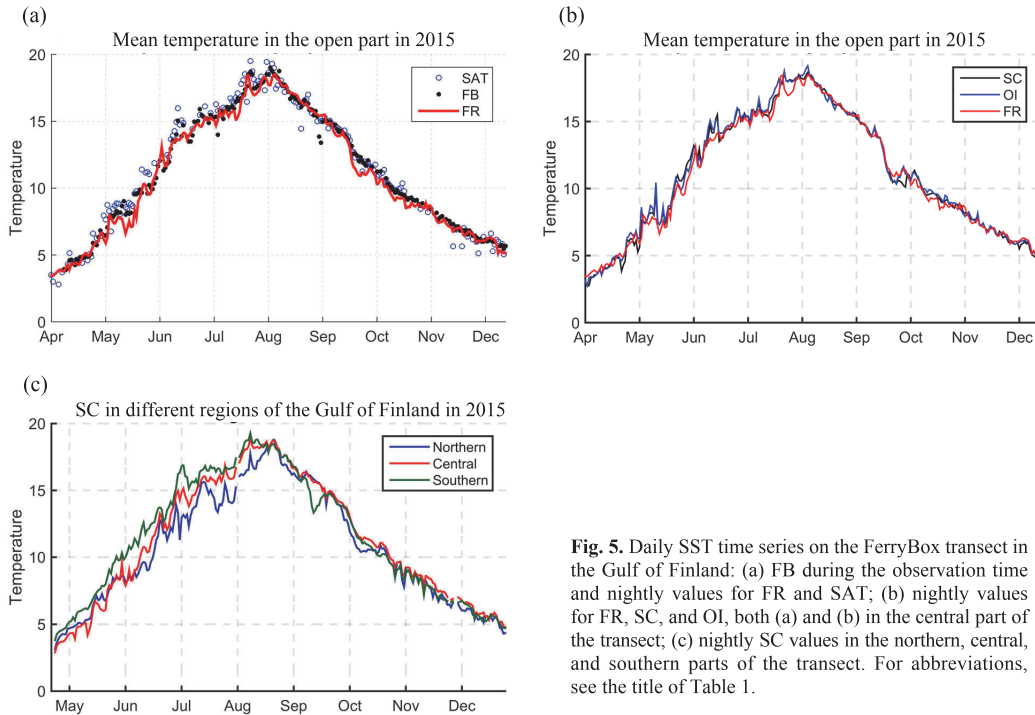 (a)
Mean temperature in the open part in 2015
20
15
10
5
0
Temperature
SAT
FB
FR
Apr May Jun Jul Aug Sep Oct Nov Dec
(b)
Mean temperature in the open part in 2015
20
15
10
5
0
Temperature
SC
OI
FR
Apr May Jun Jul Aug Sep Oct Nov Dec
(c)
SC in different regions of the Gulf of Finland in 2015
20
15
10
5
0
Temperature
Northern
Central
Southern
May Jun Jul Aug Sep Oct Nov Dec
Fig. 5. Daily SST time series on the FerryBox transect in
the Gulf of Finland: (a) FB during the observation time
and nightly values for FR and SAT; (b) nightly values
for FR, SC, and OI, both (a) and (b) in the central part of
the transect; (c) nightly SC values in the northern, central,
and southern parts of the transect. For abbreviations,
see the title of Table 1.